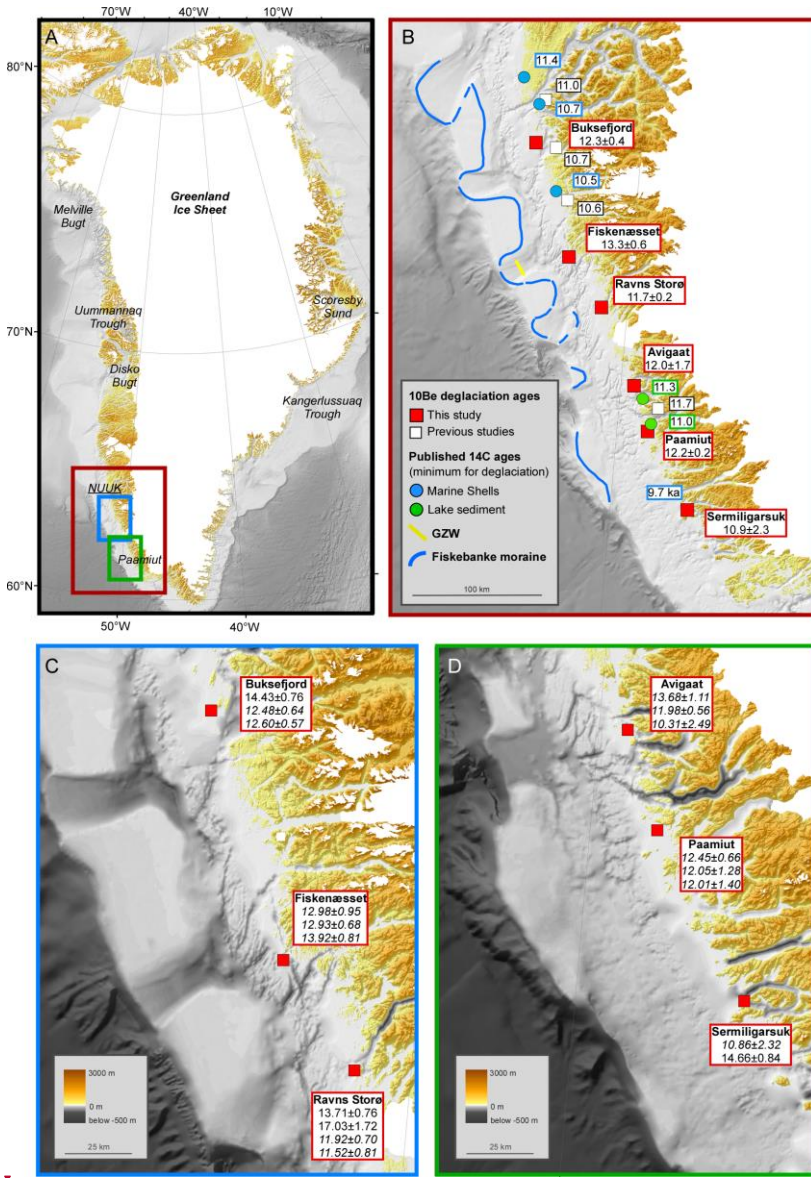 A
70°W
10°W
80°N
Melville
Bugt
Greenland
Ice Sheet
Uummannaq
Trough
70°N
Disko
Bugt
Scoresby
Sund
Kangerlussuaq
Trough
NUUK
Paamiut
60°N
50°W
40°W
B
11.4
11.0
10.7
Buksefjord
12.3±0.4
10.7
10.5
10.6
Fiskenæsset
13.3±0.6
Ravns Storø
11.7±0.2
Avigaat
12.0±1.7
11.3
11.7
11.0
Paamiut
12.2±0.2
9.7 ka
Sermiligarsuk
10.9±2.3
10Be deglaciation ages
This study
Previous studies
Published 14C ages
(minimum for deglaciation)
Marine Shells
Lake sediment
GZW
Fiskebanke moraine
100 km
C
Buksefjord
14.43±0.76
12.48±0.64
12.60±0.57
Fiskenæsset
12.98±0.95
12.93±0.68
13.92±0.81
Ravns Storø
13.71±0.76
17.03±1.72
11.92±0.70
11.52±0.81
3000 m
0 m
below -500 m
25 km
D
Avigaat
13.68±1.11
11.98±0.56
10.31±2.49
Paamiut
12.45±0.66
12.05±1.28
12.01±1.40
Sermiligarsuk
10.86±2.32
14.66±0.84
3000 m
0 m
below -500 m
25 km